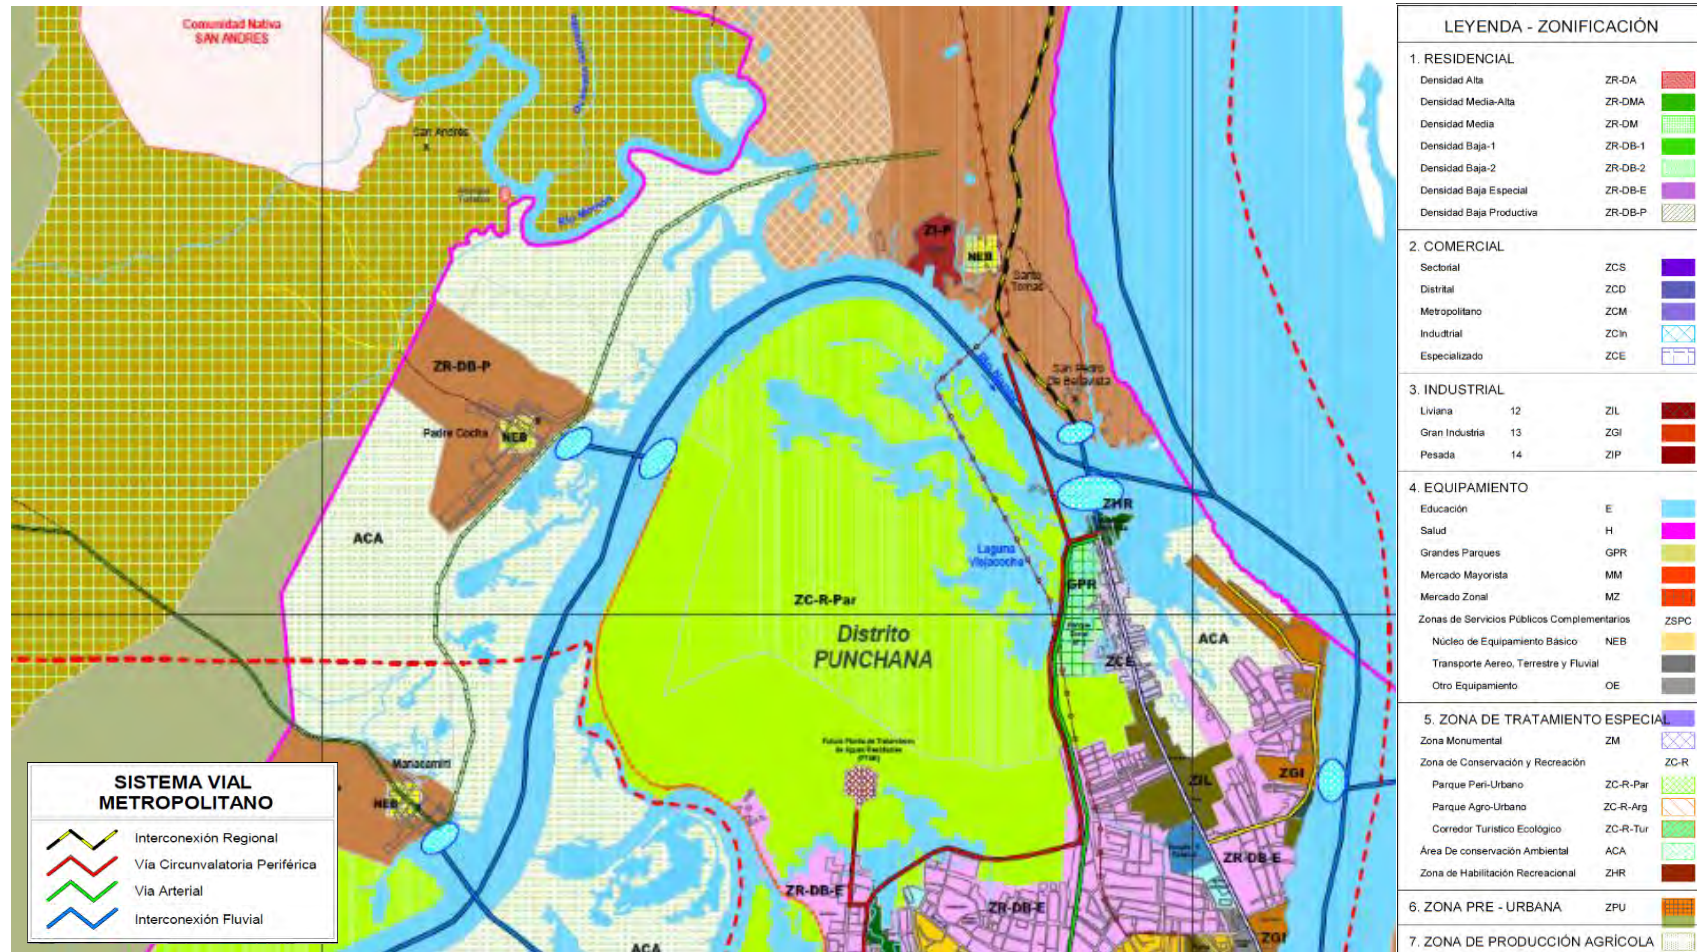 Comunidad Nativa
SAN ANDRES
San Andrés
Río Momón
ZI-P
NEB
Santo
Tomas
ZR-DB-P
San Pedro
De Bellavista
Río Nanay
Padre Cocha
NEB
ZHR
ACA
Laguna
GPR
ZC-R-Par
Distrito
PUNCHANA
ACA
ZCE
Manacamiri
NEB
ZIL
ZGI
ZR-DB-E
ZR-DB-E
ZR-DB-E
ACA
ZGI
SISTEMA VIAL
METROPOLITANO
Interconexión Regional
Vía Circunvalatoria Periférica
Via Arterial
Interconexión Fluvial
LEYENDA - ZONIFICACIÓN
1. RESIDENCIAL
Densidad Alta ZR-DA
Densidad Media-Alta ZR-DMA
Densidad Media ZR-DM
Densidad Baja-1 ZR-DB-1
Densidad Baja-2 ZR-DB-2
Densidad Baja Especial ZR-DB-E
Densidad Baja Productiva ZR-DB-P
2. COMERCIAL
Sectorial ZCS
Distrital ZCD
Metropolitano ZCM
Indudtrial ZCIn
Especializado ZCE
3. INDUSTRIAL
Liviana 12 ZIL
Gran Industria 13 ZGI
Pesada 14 ZIP
4. EQUIPAMIENTO
Educación E
Salud H
Grandes Parques GPR
Mercado Mayorista MM
Mercado Zonal MZ
Zonas de Servicios Públicos Complementarios ZSPC
Núcleo de Equipamiento Básico NEB
Transporte Aereo, Terrestre y Fluvial
Otro Equipamiento OE
5. ZONA DE TRATAMIENTO ESPECIAL
Zona Monumental ZM
Zona de Conservación y Recreación ZC-R
Parque Peri-Urbano ZC-R-Par
Parque Agro-Urbano ZC-R-Arg
Corredor Turistico Ecológico ZC-R-Tur
Área De conservación Ambiental ACA
Zona de Habilitación Recreacional ZHR
6. ZONA PRE - URBANA ZPU
7. ZONA DE PRODUCCIÓN AGRÍCOLA